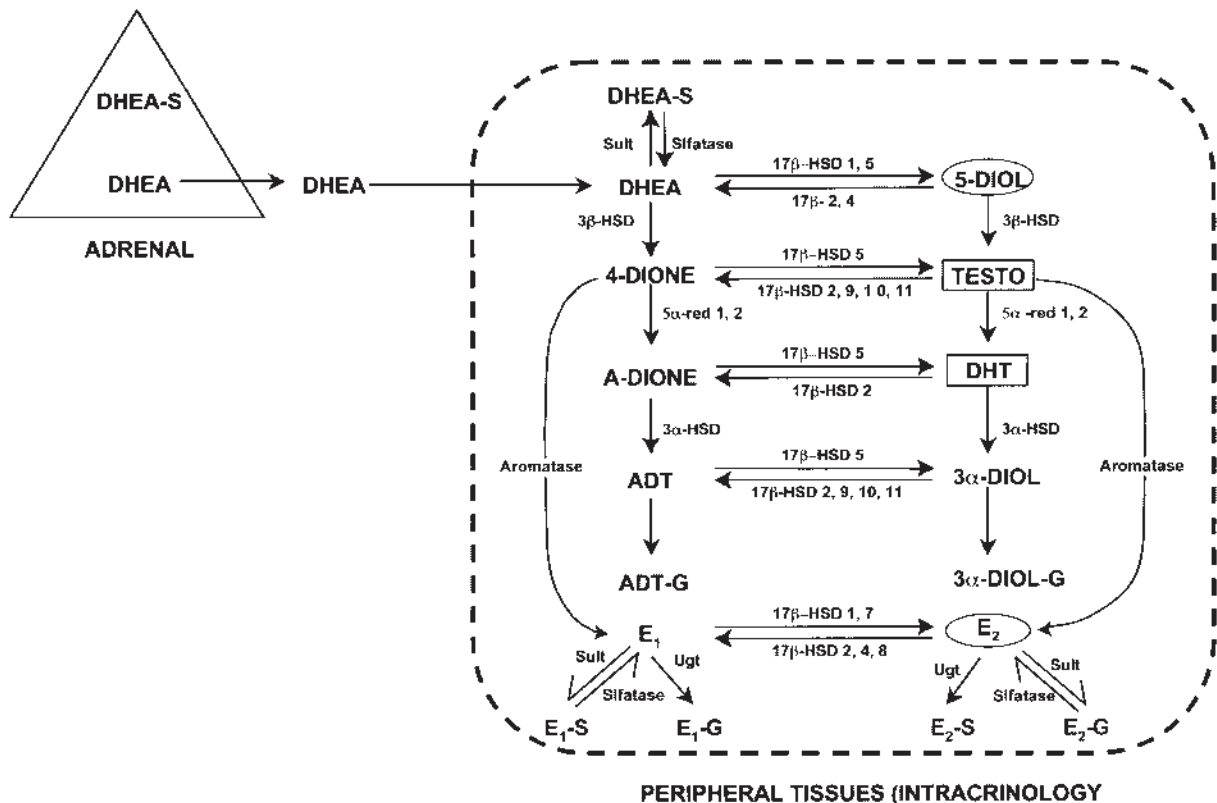 DHEA-S
DHEA
DHEA
ADRENAL
DHEA-S
Sult
Slfatase
DHEA
17β-HSD 1, 5
17β- 2, 4
5-DIOL
3β-HSD
3β-HSD
4-DIONE
17β-HSD 5
17β-HSD 2, 9, 1 0, 11
TESTO
5α-red 1, 2
5α -red 1, 2
A-DIONE
17β-HSD 5
17β-HSD 2
DHT
3α-HSD
3α-HSD
Aromatase
ADT
17β-HSD 5
17β-HSD 2, 9, 10, 11
3α-DIOL
Aromatase
ADT-G
3α-DIOL-G
E₁
17β-HSD 1, 7
17β-HSD 2, 4, 8
E₂
Sult
Slfatase
Ugt
Ugt
Slfatase
Sult
E₁-S
E₁-G
E₂-S
E₂-G
PERIPHERAL TISSUES (INTRACRINOLOGY